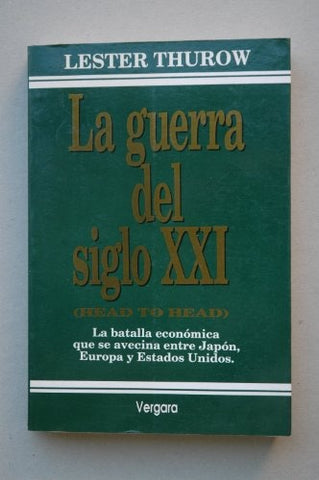 LESTER THUROW
La guerra
del
siglo XXI
(HEAD TO HEAD)
La batalla económica
que se avecina entre Japón,
Europa y Estados Unidos.
Vergara